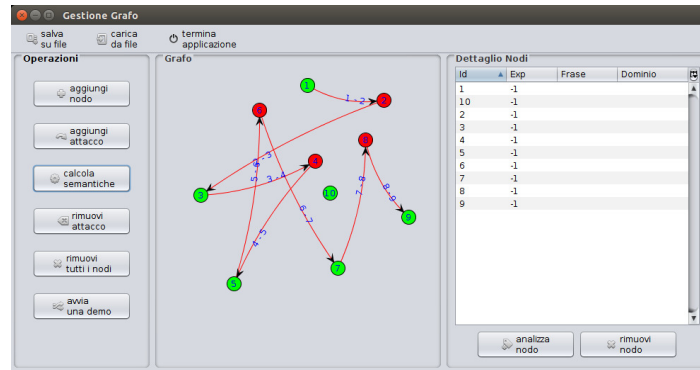 Gestione Grafo
salva
su file
carica
da file
termina
applicazione
Operazioni
aggiungi
nodo
aggiungi
attacco
calcola
semantiche
rimuovi
attacco
rimuovi
tutti i nodi
avvia
una demo
Grafo
1
1 - 2
2
6
8
3 - 4
4
3
10
5
4 - 5
6 - 7
7
7 - 8
8 - 9
9
Dettaglio Nodi
Id Exp Frase Dominio
1 -1
10 -1
2 -1
3 -1
4 -1
5 -1
6 -1
7 -1
8 -1
9 -1
analizza
nodo
rimuovi
nodo